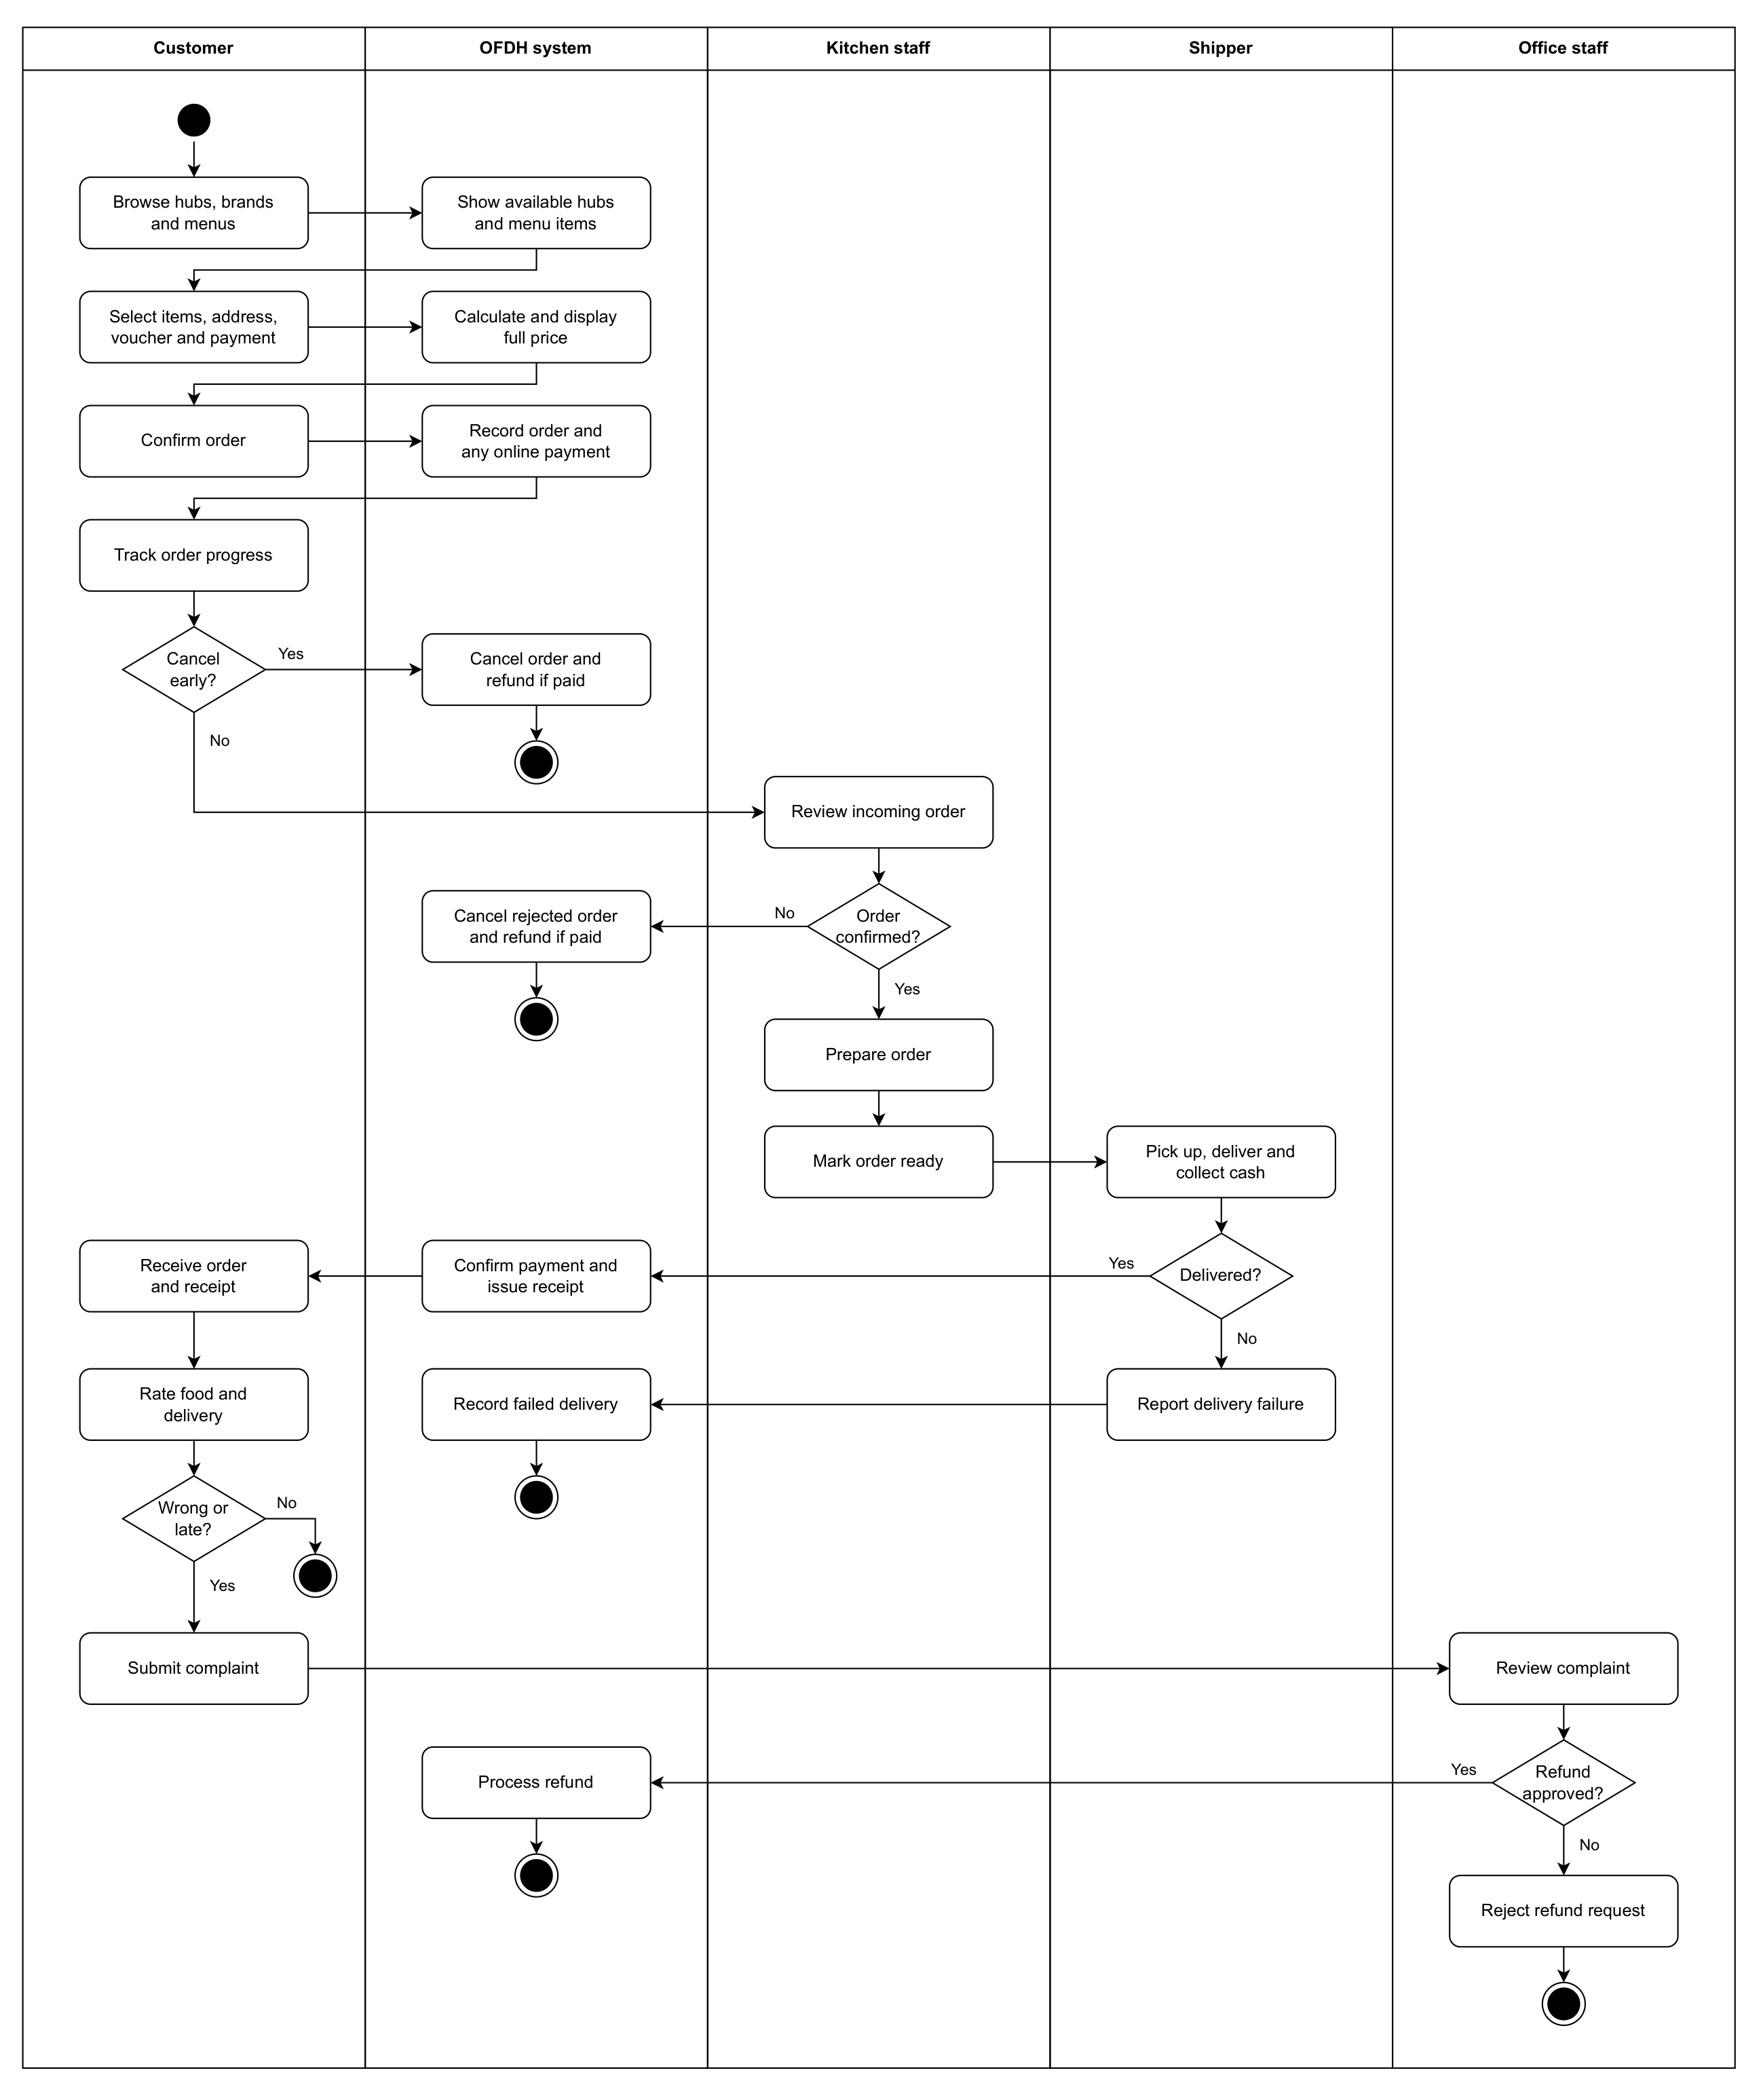 Customer
OFDH system
Kitchen staff
Shipper
Office staff
Browse hubs, brands
and menus
Show available hubs
and menu items
Select items, address,
voucher and payment
Calculate and display
full price
Confirm order
Record order and
any online payment
Track order progress
Cancel
early?
Yes
Cancel order and
refund if paid
No
Review incoming order
Cancel rejected order
and refund if paid
No
Order
confirmed?
Yes
Prepare order
Mark order ready
Pick up, deliver and
collect cash
Receive order
and receipt
Confirm payment and
issue receipt
Yes
Delivered?
No
Rate food and
delivery
Record failed delivery
Report delivery failure
Wrong or
late?
No
Yes
Submit complaint
Review complaint
Process refund
Yes
Refund
approved?
No
Reject refund request